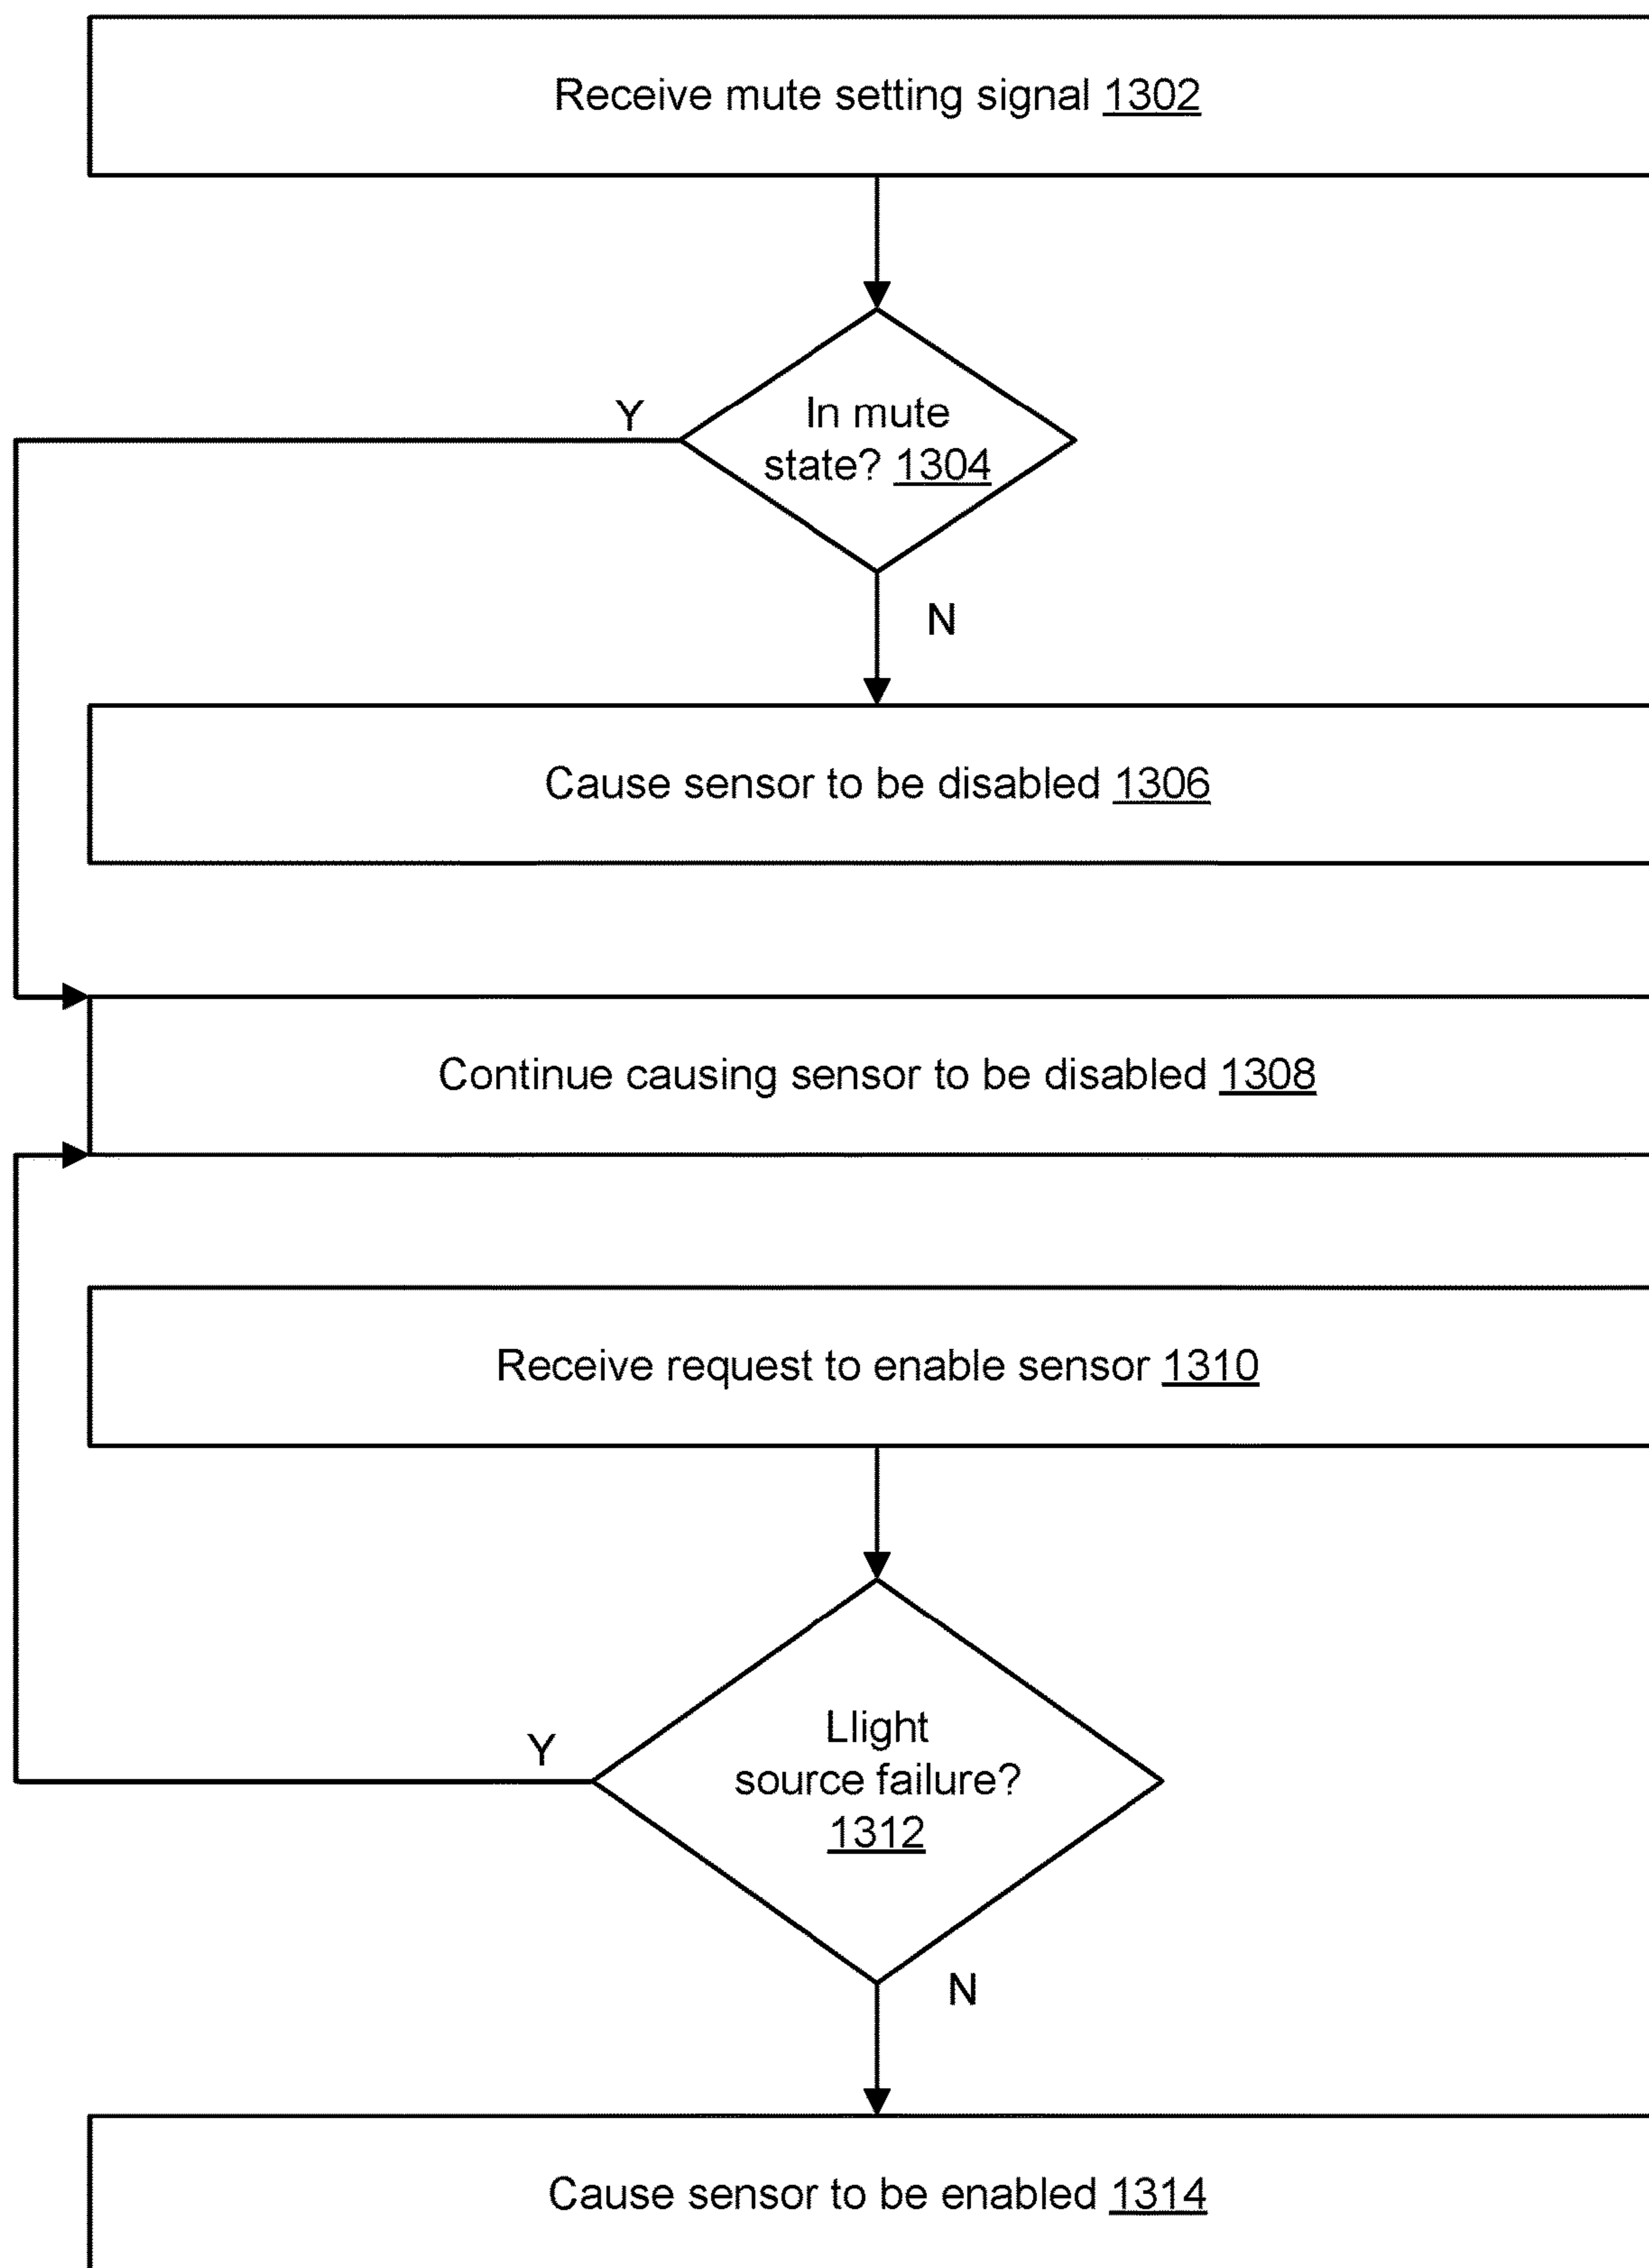 Receive mute setting signal 1302
Y
In mute
state? 1304
N
Cause sensor to be disabled 1306
Continue causing sensor to be disabled 1308
Receive request to enable sensor 1310
Y
Llight
source failure?
1312
N
Cause sensor to be enabled 1314